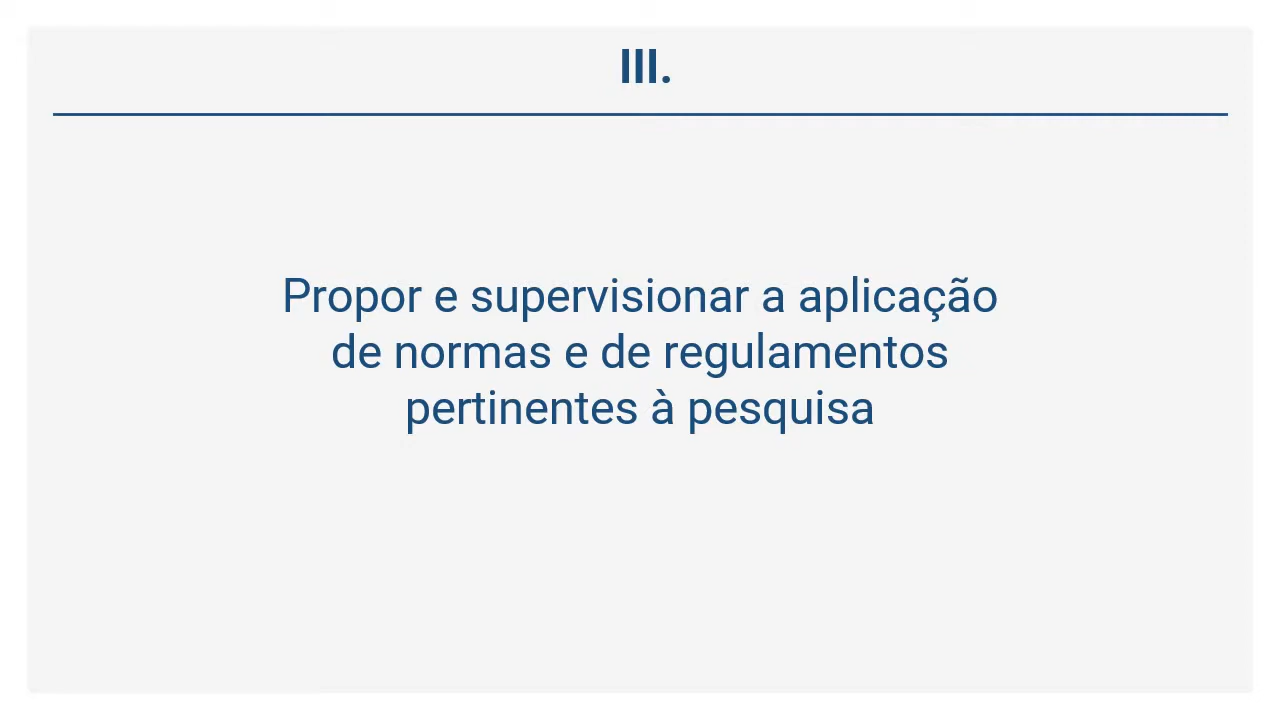 III.
Propor e supervisionar a aplicação
de normas e de regulamentos
pertinentes à pesquisa